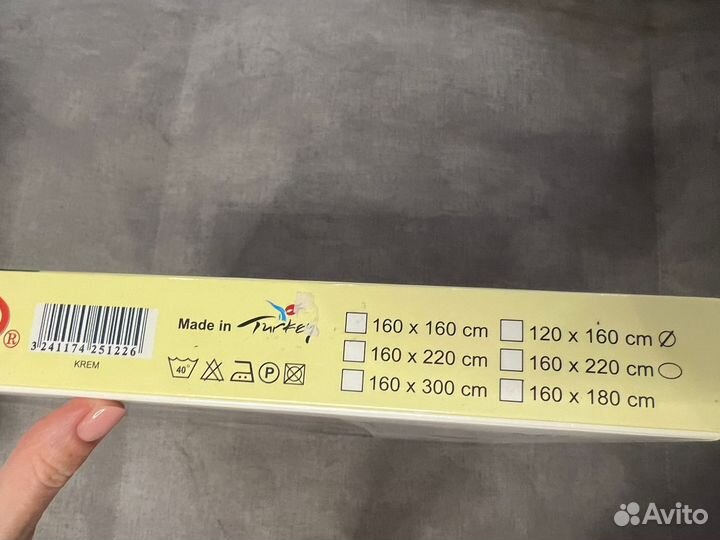 ®
3 241174 251226
KREM
Made in Turkey
40°
P
160 x 160 cm
160 x 220 cm
160 x 300 cm
120 x 160 cm
160 x 220 cm
160 x 180 cm
Avito